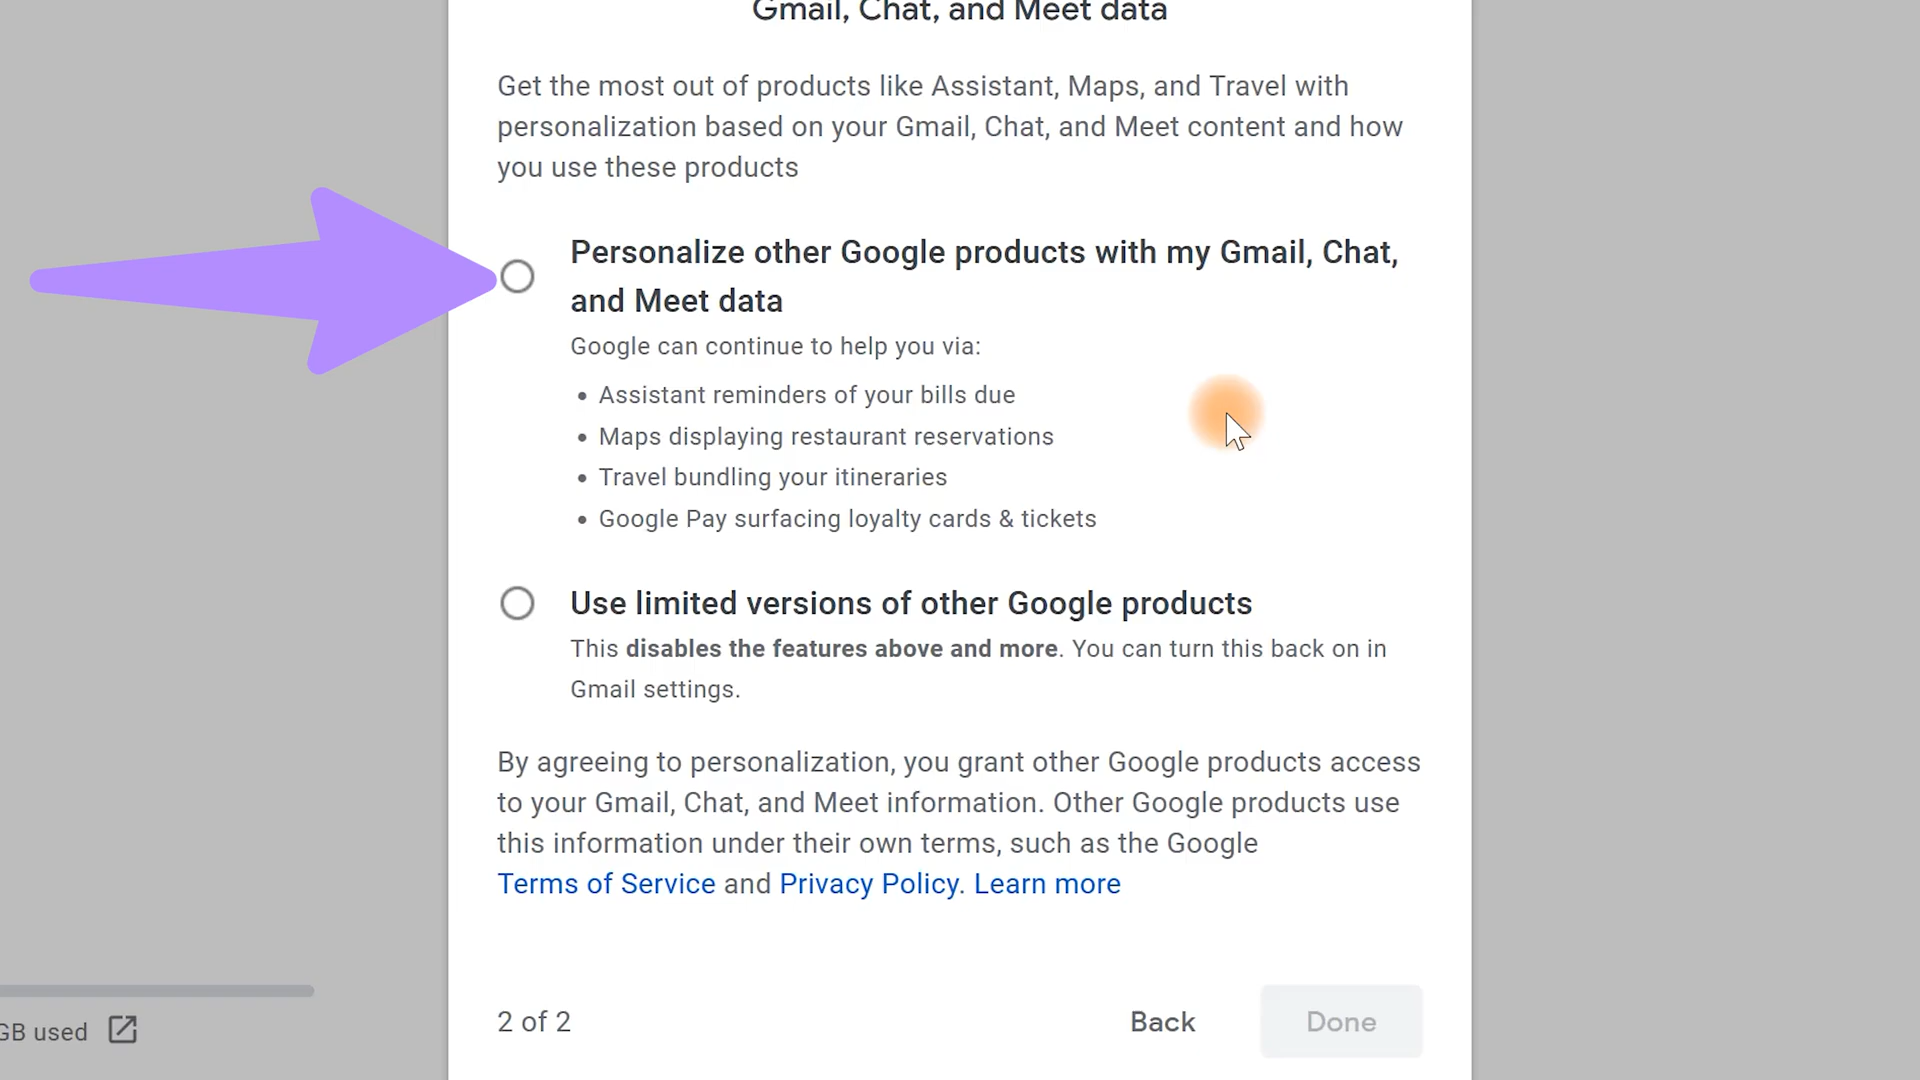 Gmail, Chat, and Meet data
Get the most out of products like Assistant, Maps, and Travel with
personalization based on your Gmail, Chat, and Meet content and how
you use these products
Personalize other Google products with my Gmail, Chat,
and Meet data
Google can continue to help you via:
• Assistant reminders of your bills due
• Maps displaying restaurant reservations
• Travel bundling your itineraries
• Google Pay surfacing loyalty cards & tickets
Use limited versions of other Google products
This disables the features above and more. You can turn this back on in
Gmail settings.
By agreeing to personalization, you grant other Google products access
to your Gmail, Chat, and Meet information. Other Google products use
this information under their own terms, such as the Google
Terms of Service and Privacy Policy. Learn more
2 of 2
Back
Done
GB used